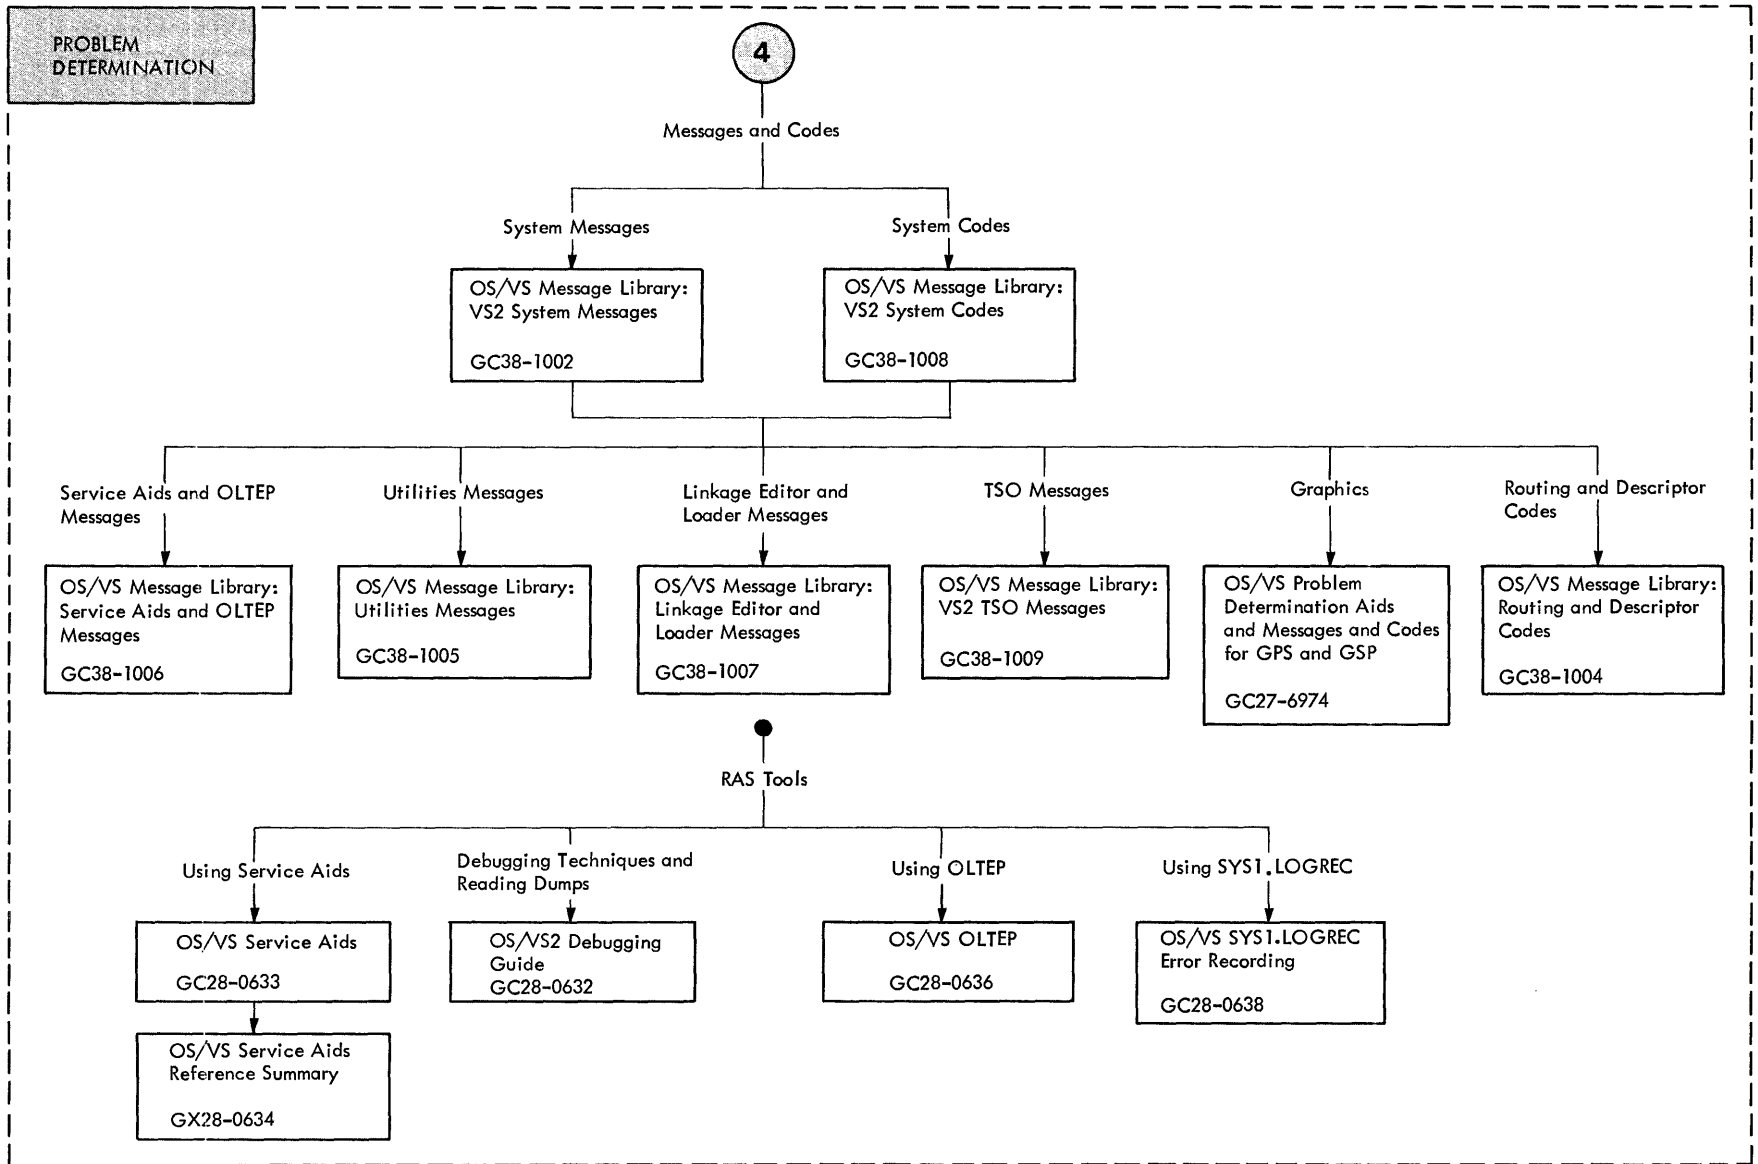 PROBLEM
DETERMINATION
4
Messages and Codes
System Messages
System Codes
OS/VS Message Library:
VS2 System Messages
GC38-1002
OS/VS Message Library:
VS2 System Codes
GC38-1008
Service Aids and OLTEP
Messages
Utilities Messages
Linkage Editor and
Loader Messages
TSO Messages
Graphics
Routing and Descriptor
Codes
OS/VS Message Library:
Service Aids and OLTEP
Messages
GC38-1006
OS/VS Message Library:
Utilities Messages
GC38-1005
OS/VS Message Library:
Linkage Editor and
Loader Messages
GC38-1007
OS/VS Message Library:
VS2 TSO Messages
GC38-1009
OS/VS Problem
Determination Aids
and Messages and Codes
for GPS and GSP
GC27-6974
OS/VS Message Library:
Routing and Descriptor
Codes
GC38-1004
RAS Tools
Using Service Aids
Debugging Techniques and
Reading Dumps
Using OLTEP
Using SYS1.LOGREC
OS/VS Service Aids
GC28-0633
OS/VS2 Debugging
Guide
GC28-0632
OS/VS OLTEP
GC28-0636
OS/VS SYS1.LOGREC
Error Recording
GC28-0638
OS/VS Service Aids
Reference Summary
GX28-0634